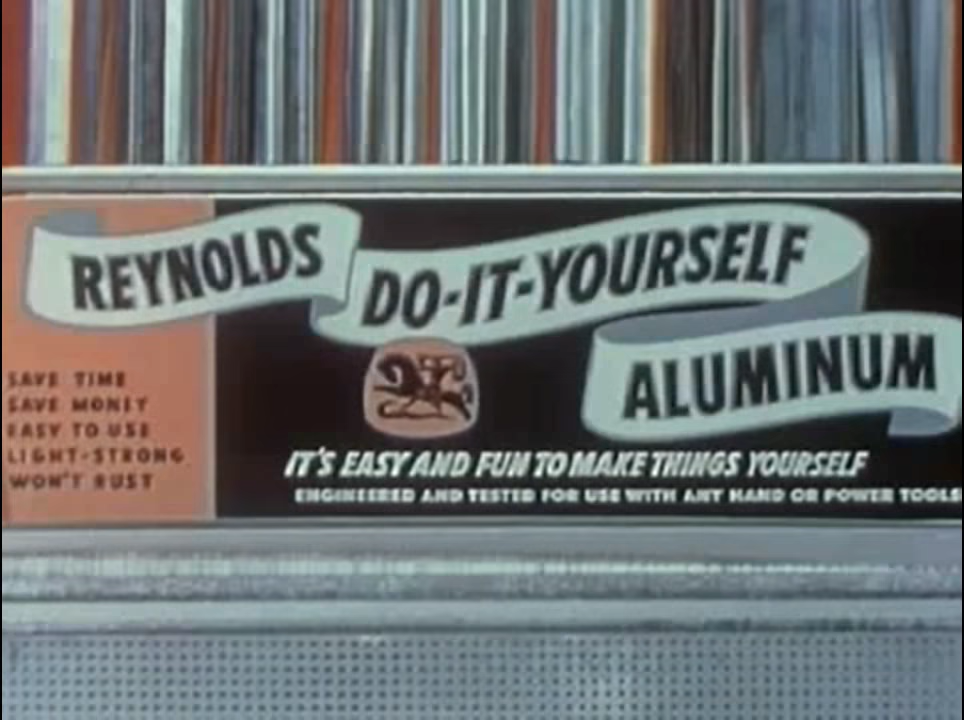 REYNOLDS
DO-IT-YOURSELF
ALUMINUM
SAVE TIME
SAVE MONEY
EASY TO USE
LIGHT-STRONG
WON'T RUST
IT'S EASY AND FUN TO MAKE THINGS YOURSELF
ENGINEERED AND TESTED FOR USE WITH ANY HAND OR POWER TOOLS